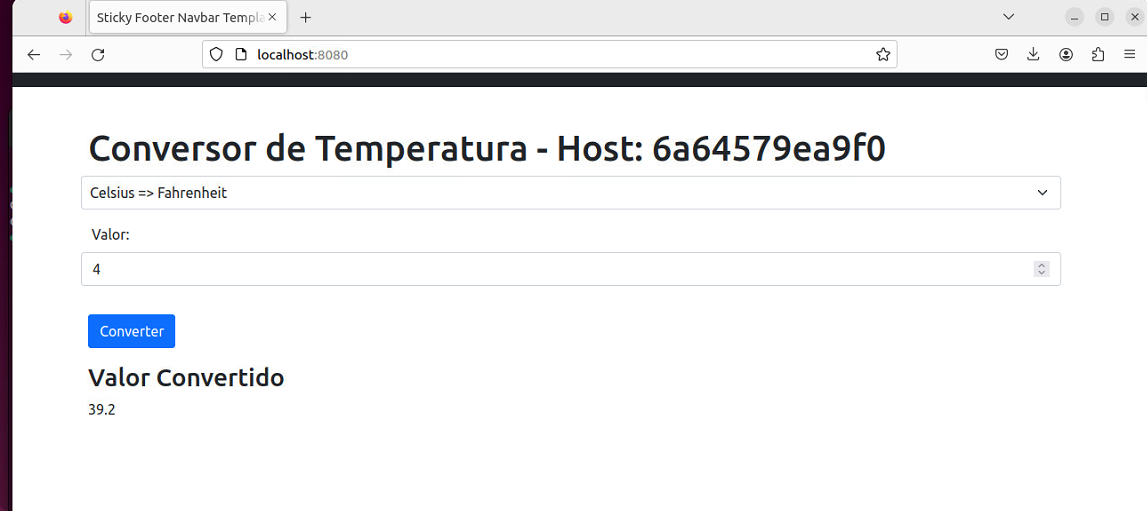 Sticky Footer Navbar Templa
localhost:8080
Conversor de Temperatura - Host: 6a64579ea9f0
Celsius => Fahrenheit
Valor:
4
Converter
Valor Convertido
39.2